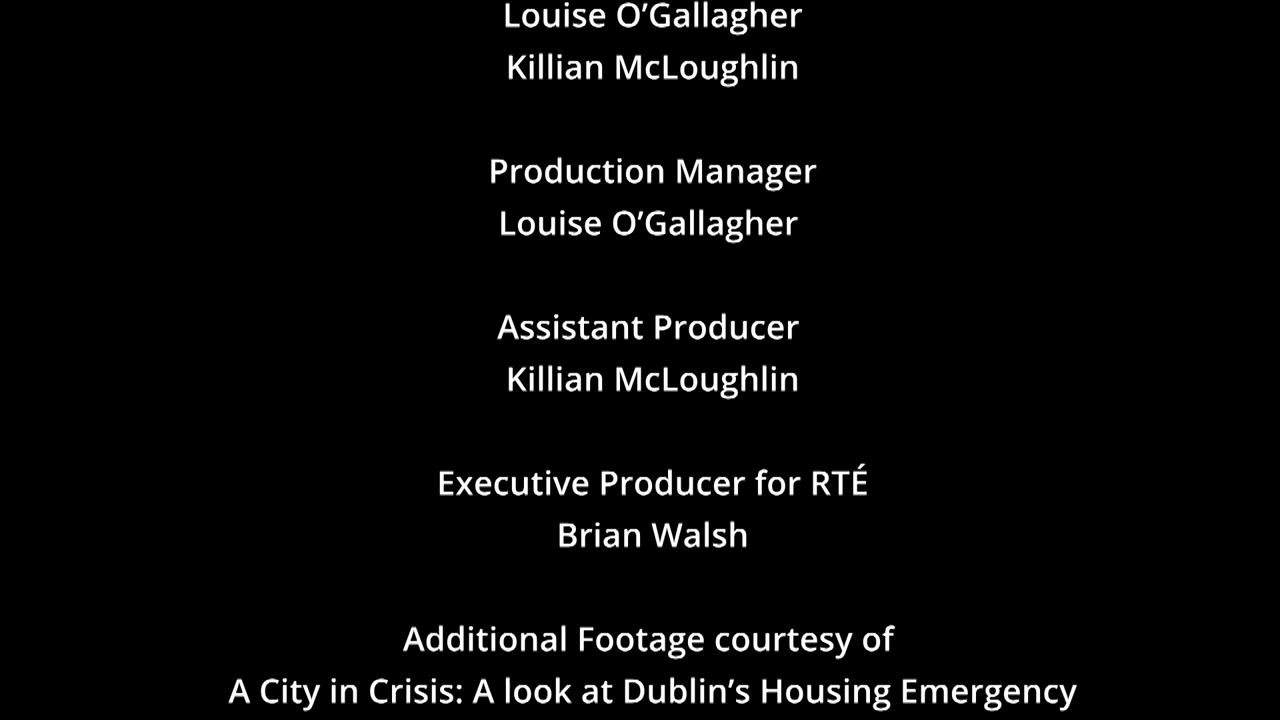 Louise O’Gallagher
Killian McLoughlin
Production Manager
Louise O’Gallagher
Assistant Producer
Killian McLoughlin
Executive Producer for RTÉ
Brian Walsh
Additional Footage courtesy of
A City in Crisis: A look at Dublin’s Housing Emergency